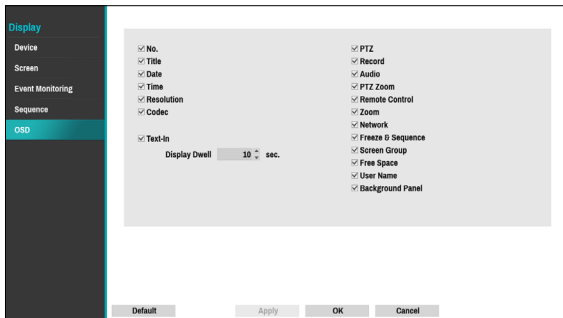 Display
Device
Screen
Event Monitoring
Sequence
OSD
No.
Title
Date
Time
Resolution
Codec
Text-In
Display Dwell 10 sec.
PTZ
Record
Audio
PTZ Zoom
Remote Control
Zoom
Network
Freeze & Sequence
Screen Group
Free Space
User Name
Background Panel
Default Apply OK Cancel